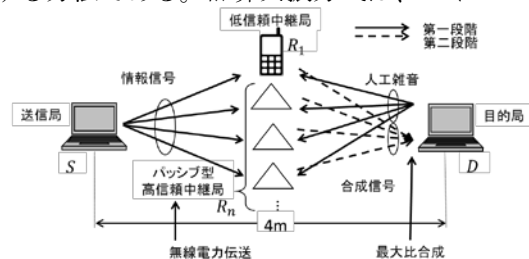 低信頼中継局
R₁
第一段階
第二段階
情報信号
人工雑音
送信局
目的局
S
D
パッシブ型
高信頼中継局
Rₙ
合成信号
⋮
4m
無線電力伝送
最大比合成